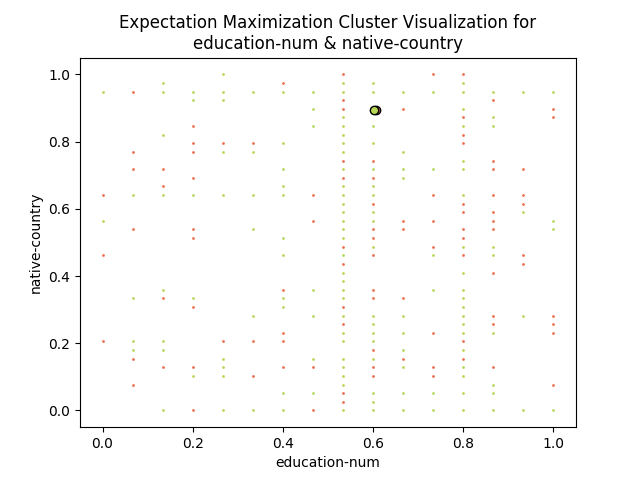 Expectation Maximization Cluster Visualization for
education-num & native-country
1.0
0.8
0.6
0.4
0.2
0.0
native-country
0.0 0.2 0.4 0.6 0.8 1.0
education-num